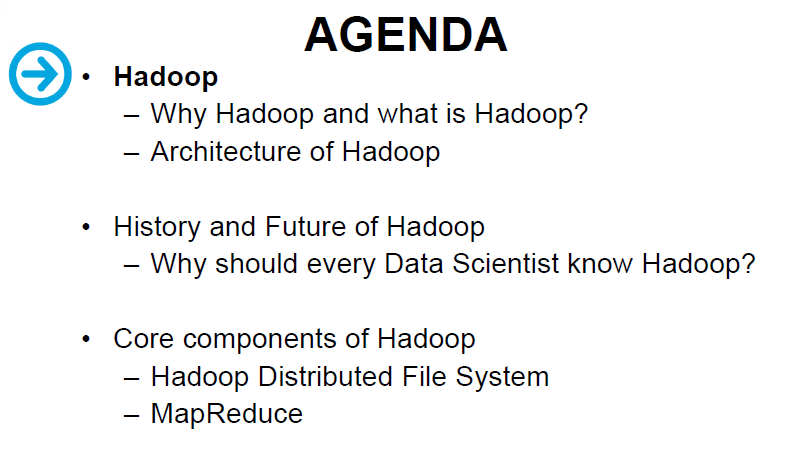 AGENDA
• Hadoop
– Why Hadoop and what is Hadoop?
– Architecture of Hadoop
• History and Future of Hadoop
– Why should every Data Scientist know Hadoop?
• Core components of Hadoop
– Hadoop Distributed File System
– MapReduce